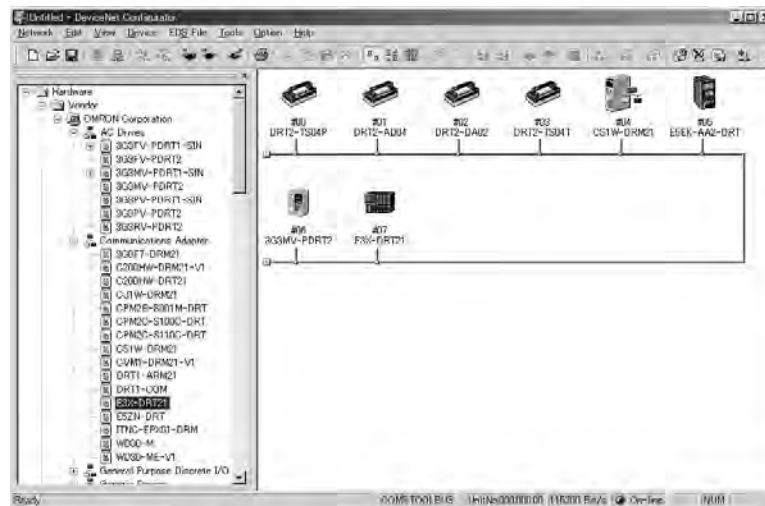 Untitled - DeviceNet Configurator
Network Edit View Device EDS File Tools Option Help
Hardware
Vendor
OMRON Corporation
AC Drives
3G3FV-PDRT1-SIN
3G3FV-PDRT2
3G3MV-PDRT1-SIN
3G3MV-PDRT2
3G3PV-PDRT1-SIN
3G3PV-PDRT2
3G3RV-PDRT2
Communications Adapter
3G8F7-DRM21
C200HW-DRM21-V1
C200HW-DRT21
CJ1W-DRM21
CPM2B-S001M-DRT
CPM2C-S100C-DRT
CPM2C-S110C-DRT
CS1W-DRM21
CVM1-DRM21-V1
DRT1-ARM21
DRT1-COM
E3X-DRT21
E5ZN-DRT
ITNC-EPX01-DRM
WD30-M
WD30-ME-V1
General Purpose Discrete I/O
#00
DRT2-TS04P
#01
DRT2-AD04
#02
DRT2-DA02
#03
DRT2-TS04T
#04
CS1W-DRM21
#05
E5EK-AA2-DRT
#06
3G3MV-PDRT2
#07
E3X-DRT21
Ready
115200 Bit/s
On-line
NUM